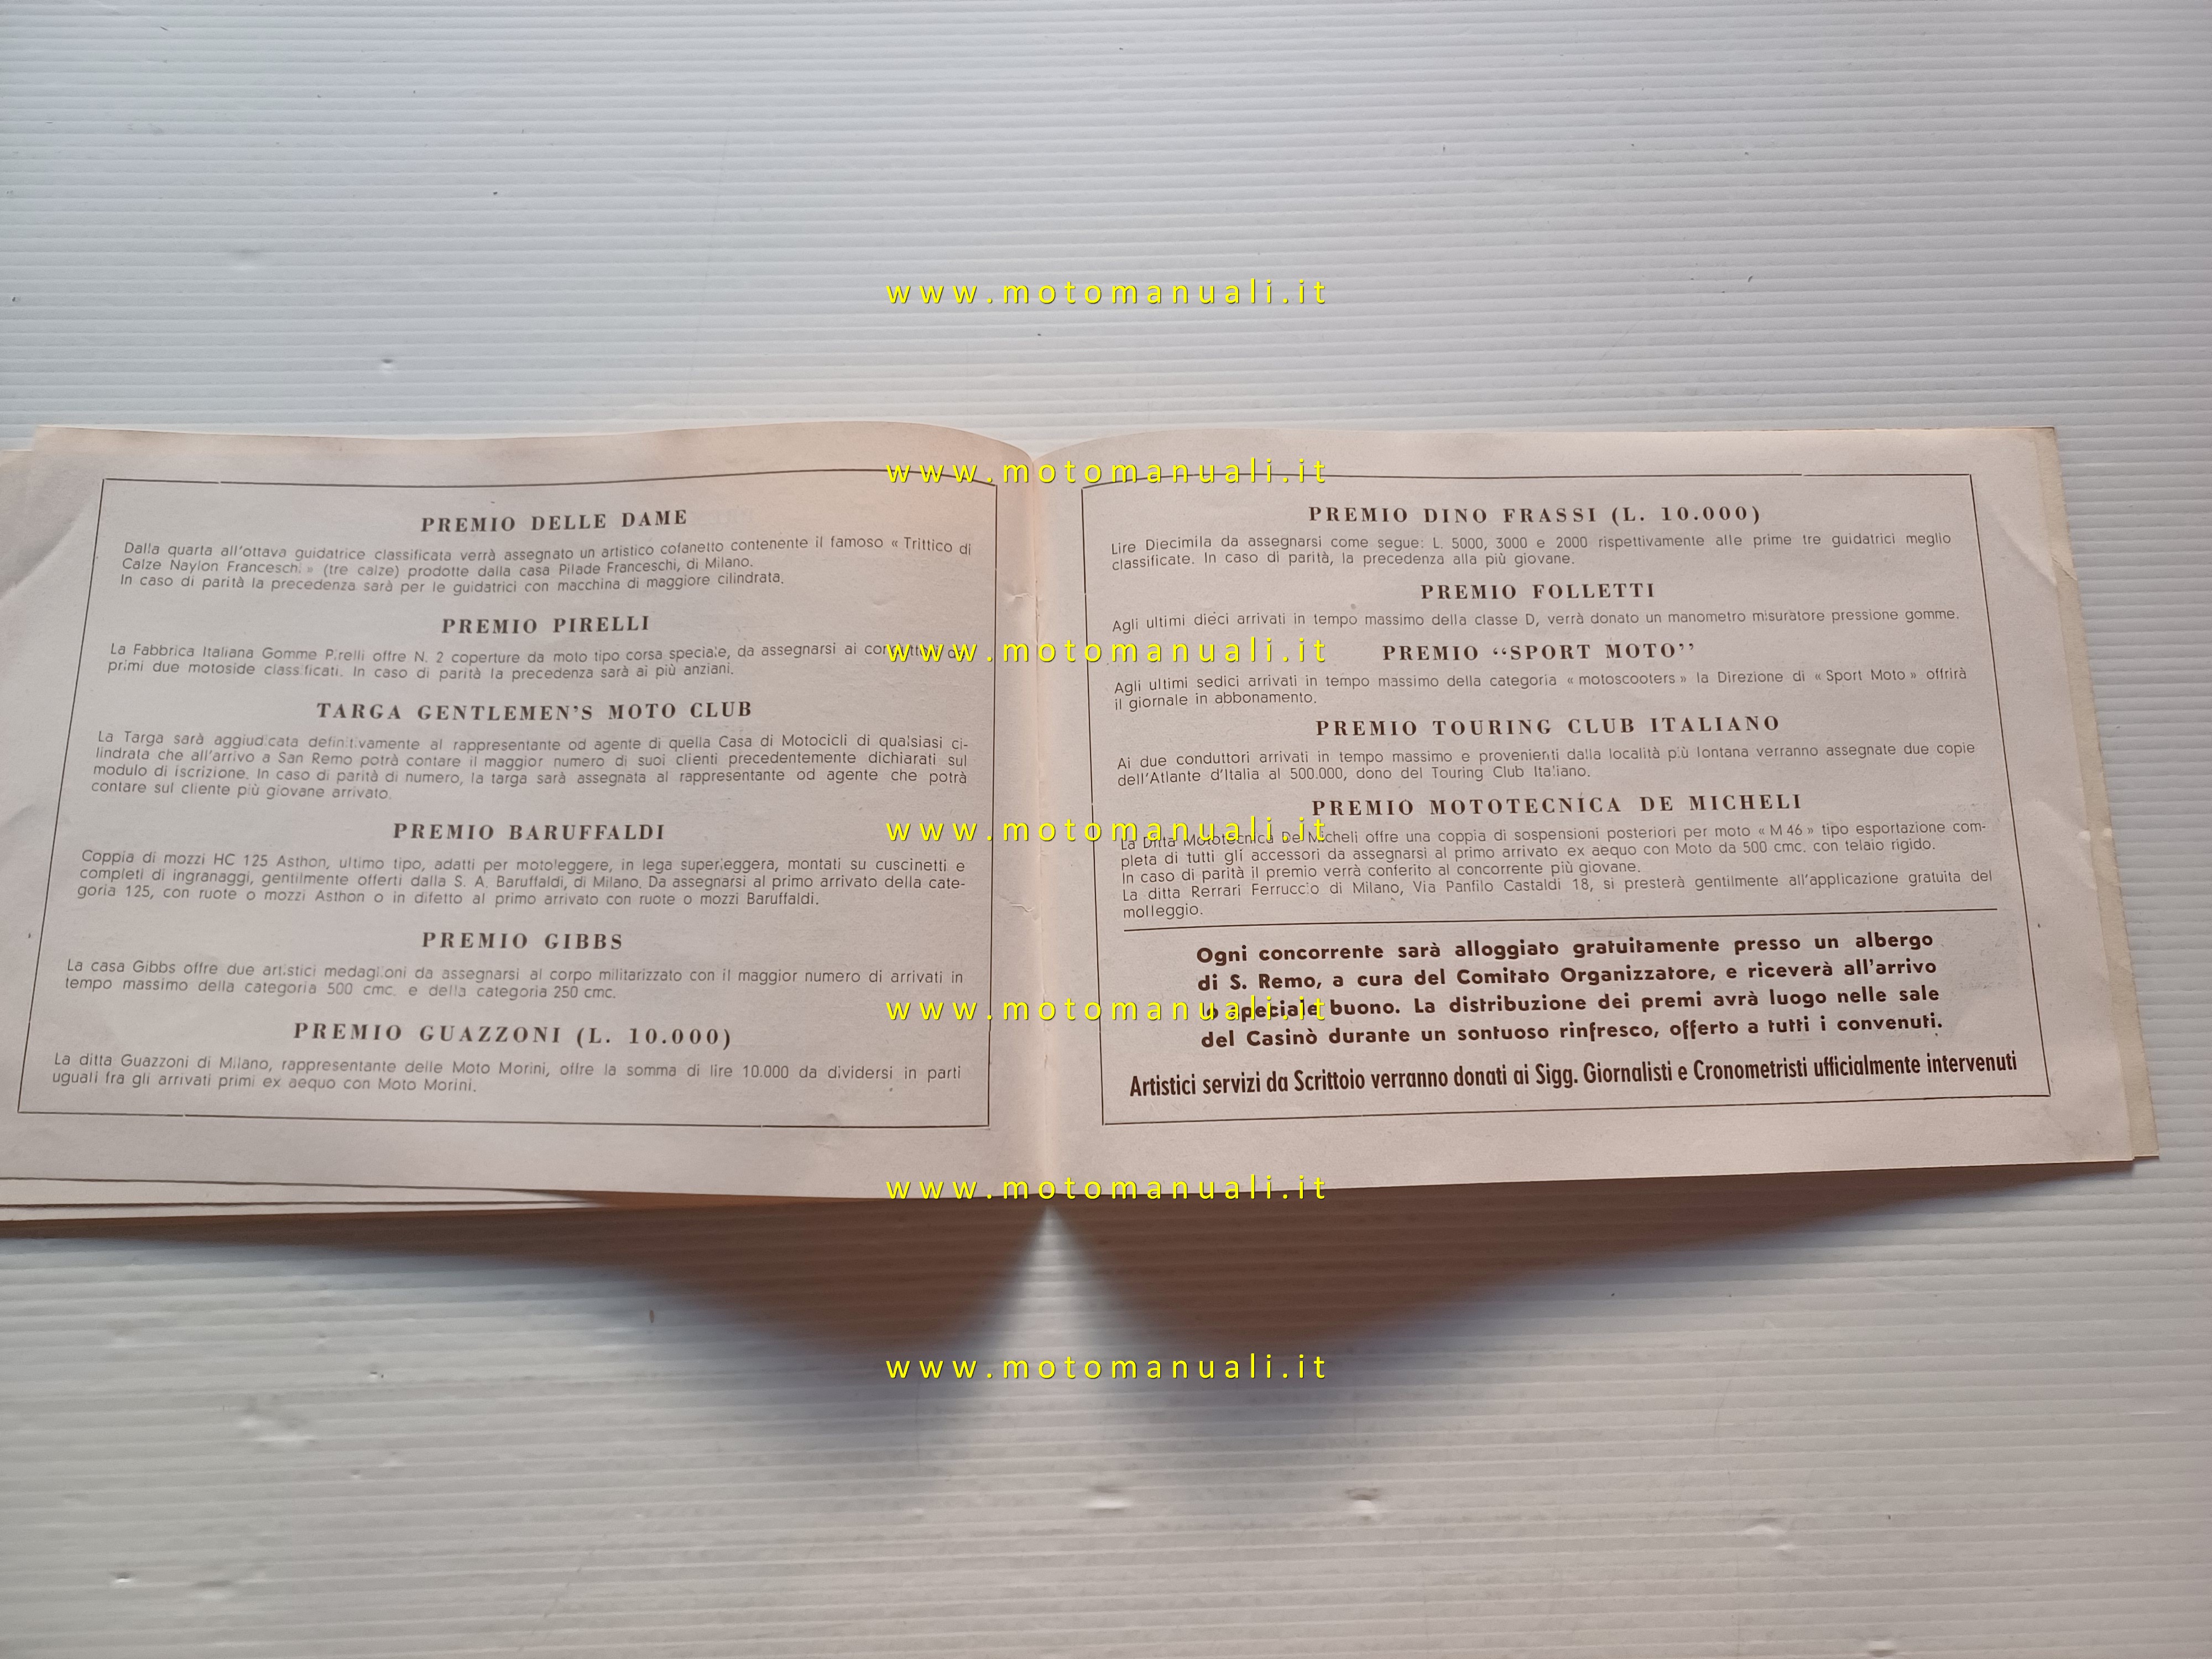 www.motomanuali.it
www.motomanuali.it
PREMIO DELLE DAME
Dalla quarta all'ottava guidatrice classificata verrà assegnato un artistico cofanetto contenente il famoso « Trittico di
Calze Naylon Francesch. » (tre calze) prodotte dalla casa Pilade Franceschi, di Milano.
In caso di parità la precedenza sarà per le guidatrici con macchina di maggiore cilindrata.
PREMIO PIRELLI
La Fabbrica Italiana Gomme Pirelli offre N. 2 coperture da moto tipo corsa speciale, da assegnarsi ai
primi due motoside classificati. In caso di parità la precedenza sarà ai più anziani.
www.motomanuali.it
TARGA GENTLEMEN'S MOTO CLUB
La Targa sarà aggiudicata definitivamente al rappresentante od agente di quella Casa di Motocicli di qualsiasi ci-
lindrata che all'arrivo a San Remo potrà contare il maggior numero di suoi clienti precedentemente dichiarati sul
modulo di iscrizione. In caso di parità di numero, la targa sarà assegnata al rappresentante od agente che potrà
contare sul cliente più giovane arrivato.
PREMIO BARUFFALDI
www.motomanuali.it
Coppia di mozzi HC 125 Asthon, ultimo tipo, adatti per motoleggere, in lega superleggera, montati su cuscinetti e
completi di ingranaggi, gentilmente offerti dalla S. A. Baruffaldi, di Milano. Da assegnarsi al primo arrivato della cate-
goria 125, con ruote o mozzi Asthon o in difetto al primo arrivato con ruote o mozzi Baruffaldi.
PREMIO GIBBS
La casa Gibbs offre due artistici medaglioni da assegnarsi al corpo militarizzato con il maggior numero di arrivati in
tempo massimo della categoria 500 cmc. e della categoria 250 cmc.
www.motomanuali.it
PREMIO GUAZZONI (L. 10.000)
La ditta Guazzoni di Milano, rappresentante delle Moto Morini, offre la somma di lire 10.000 da dividersi in parti
uguali fra gli arrivati primi ex aequo con Moto Morini.
PREMIO DINO FRASSI (L. 10.000)
Lire Diecimila da assegnarsi come segue: L. 5000, 3000 e 2000 rispettivamente alle prime tre guidatrici meglio
classificate. In caso di parità, la precedenza alla più giovane.
PREMIO FOLLETTI
Agli ultimi dieci arrivati in tempo massimo della classe D, verrà donato un manometro misuratore pressione gomme.
PREMIO “SPORT MOTO”
Agli ultimi sedici arrivati in tempo massimo della categoria « motoscooters » la Direzione di « Sport Moto » offrirà
il giornale in abbonamento.
PREMIO TOURING CLUB ITALIANO
Ai due conduttori arrivati in tempo massimo e provenienti dalla località più lontana verranno assegnate due copie
dell'Atlante d'Italia al 500.000, dono del Touring Club Italiano.
PREMIO MOTOTECNICA DE MICHELI
La Ditta Mototecnica De Micheli offre una coppia di sospensioni posteriori per moto « M 46 » tipo esportazione com-
pleta di tutti gli accessori da assegnarsi al primo arrivato ex aequo con Moto da 500 cmc. con telaio rigido.
In caso di parità il premio verrà conferito al concorrente più giovane.
La ditta Rerrari Ferruccio di Milano, Via Panfilo Castaldi 18, si presterà gentilmente all'applicazione gratuita del
molleggio.
Ogni concorrente sarà alloggiato gratuitamente presso un albergo
di S. Remo, a cura del Comitato Organizzatore, e riceverà all'arrivo
lo speciale buono. La distribuzione dei premi avrà luogo nelle sale
del Casinò durante un sontuoso rinfresco, offerto a tutti i convenuti.
Artistici servizi da Scrittoio verranno donati ai Sigg. Giornalisti e Cronometristi ufficialmente intervenuti
www.motomanuali.it
www.motomanuali.it